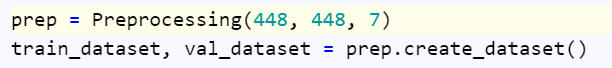 prep = Preprocessing(448, 448, 7)
train_dataset, val_dataset = prep.create_dataset()